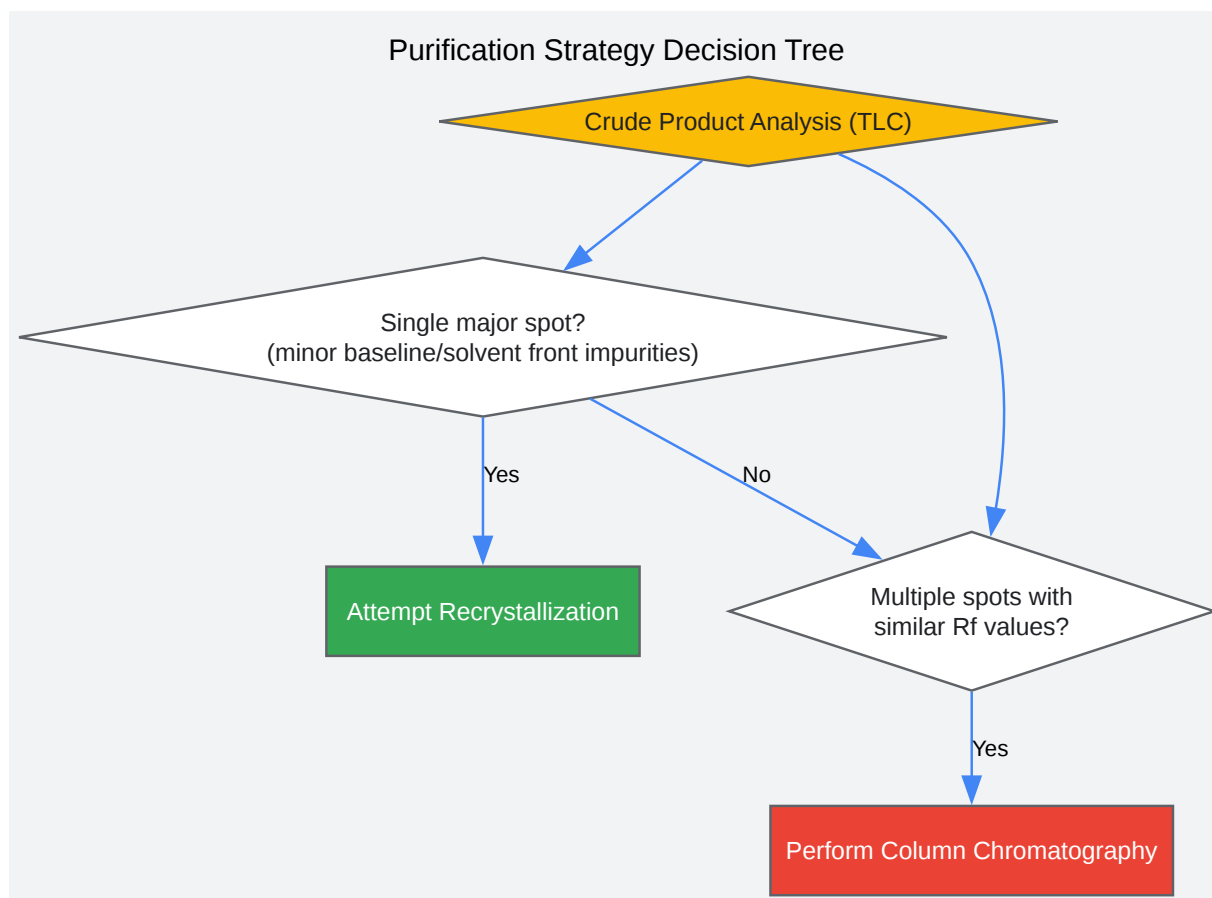 Purification Strategy Decision Tree
Crude Product Analysis (TLC)
Single major spot?
(minor baseline/solvent front impurities)
Yes
No
Attempt Recrystallization
Multiple spots with
similar Rf values?
Yes
Perform Column Chromatography